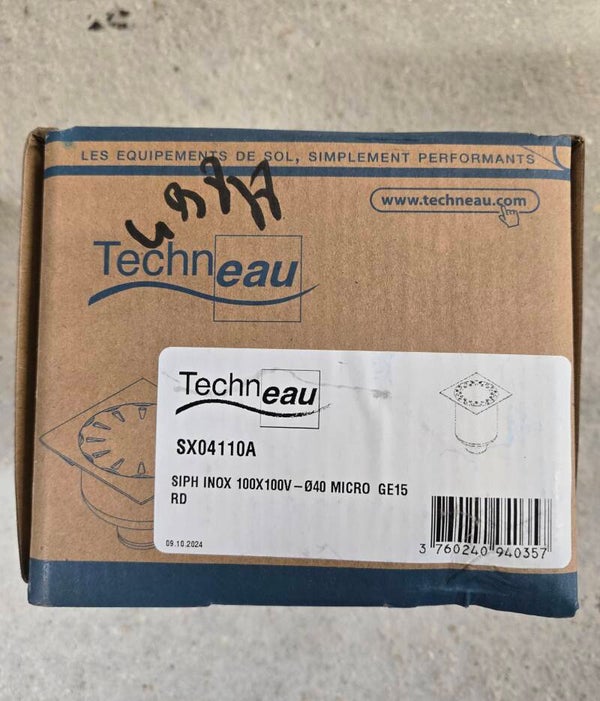 LES EQUIPEMENTS DE SOL, SIMPLEMENT PERFORMANTS
www.techneau.com
Techneau
Techneau
SX04110A
SIPH INOX 100X100V-Ø40 MICRO GE15
RD
09.10.2024
3 760240 940357